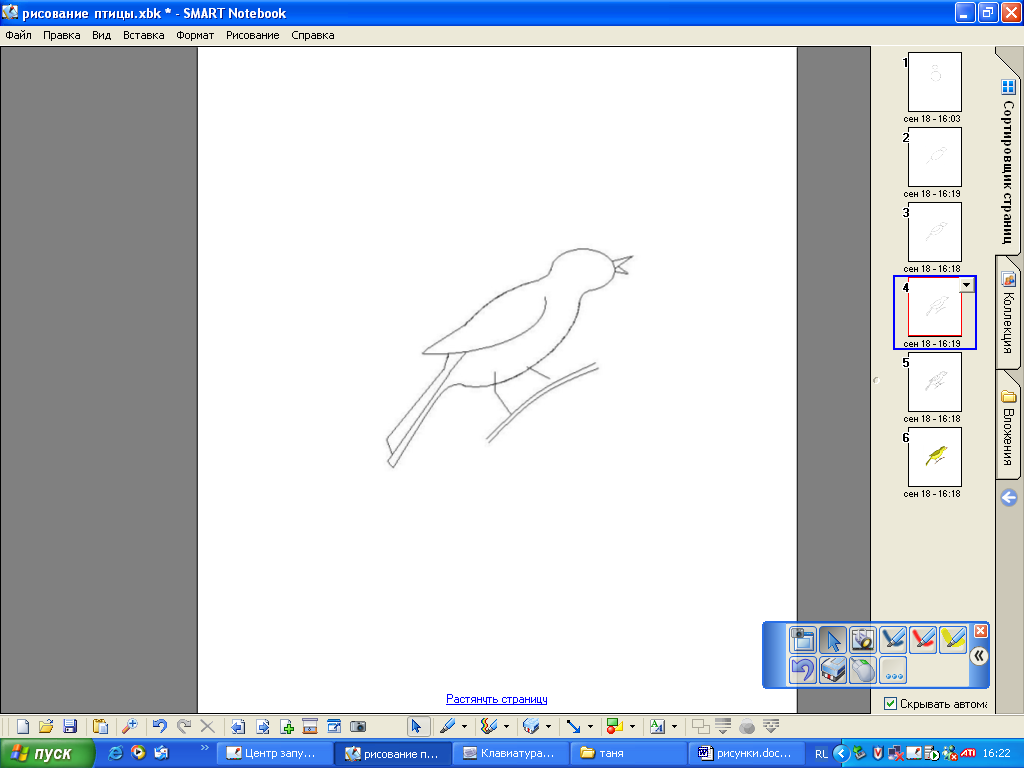 рисование птицы.xbk * - SMART Notebook
Файл Правка Вид Вставка Формат Рисование Справка
1
сен 18 - 16:03
2
сен 18 - 16:19
3
сен 18 - 16:18
4
сен 18 - 16:19
5
сен 18 - 16:18
6
сен 18 - 16:18
Сортировщик страниц
Коллекция
Вложения
Растянуть страницу
Скрывать автома
пуск
Центр запу...
рисование п...
Клавиатура...
таня
рисунки.doc...
RL
ATI
16:22